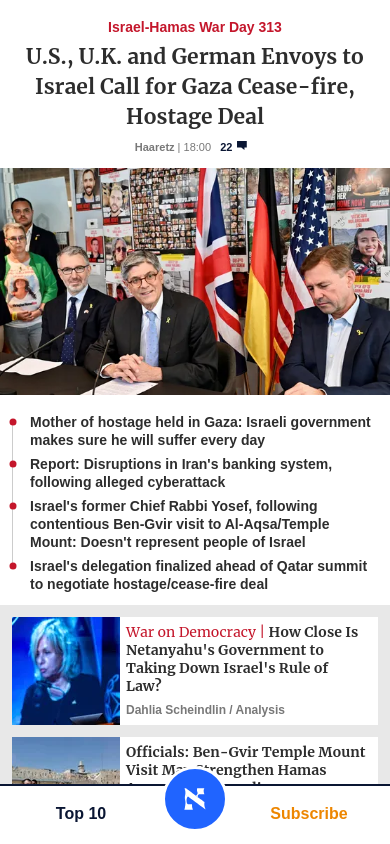 Israel-Hamas War Day 313
U.S., U.K. and German Envoys to
Israel Call for Gaza Cease-fire,
Hostage Deal
Haaretz | 18:00 22
Mother of hostage held in Gaza: Israeli government
makes sure he will suffer every day
Report: Disruptions in Iran's banking system,
following alleged cyberattack
Israel's former Chief Rabbi Yosef, following
contentious Ben-Gvir visit to Al-Aqsa/Temple
Mount: Doesn't represent people of Israel
Israel's delegation finalized ahead of Qatar summit
to negotiate hostage/cease-fire deal
War on Democracy | How Close Is
Netanyahu's Government to
Taking Down Israel's Rule of
Law?
Dahlia Scheindlin / Analysis
Officials: Ben-Gvir Temple Mount
Visit May Strengthen Hamas
Top 10
Subscribe